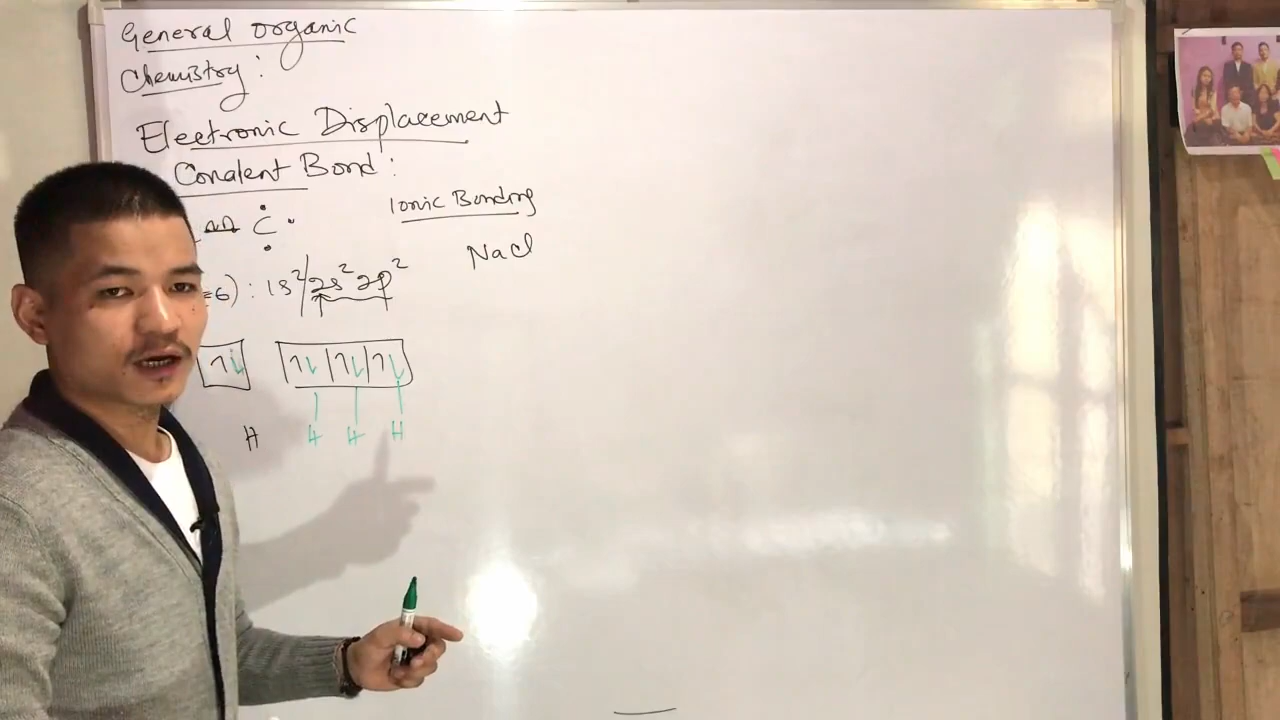 General Organic
Chemistry :
Electronic Displacement
Covalent Bond :
Ionic Bonding
C
NaCl
=6) : 1s² 2s² 2p²
↿⇂ ↿⇂ ↿⇂ ↿⇂
H H H H